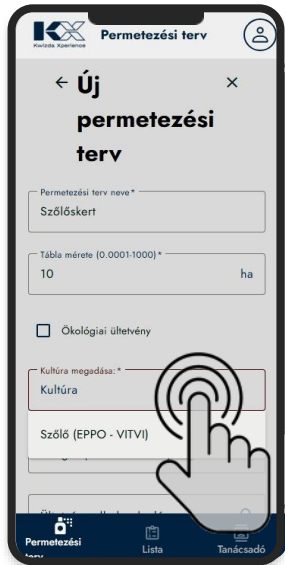 KX
Kwizda Xperience
Permetezési terv
Új
permetezési
terv
Permetezési terv neve*
Szőlőskert
Tábla mérete (0.0001-1000)*
10 ha
Ökológiai ültetvény
Kultúra megadása:*
Kultúra
Szőlő (EPPO - VITVI)
Permetezési
terv
Lista
Tanácsadó